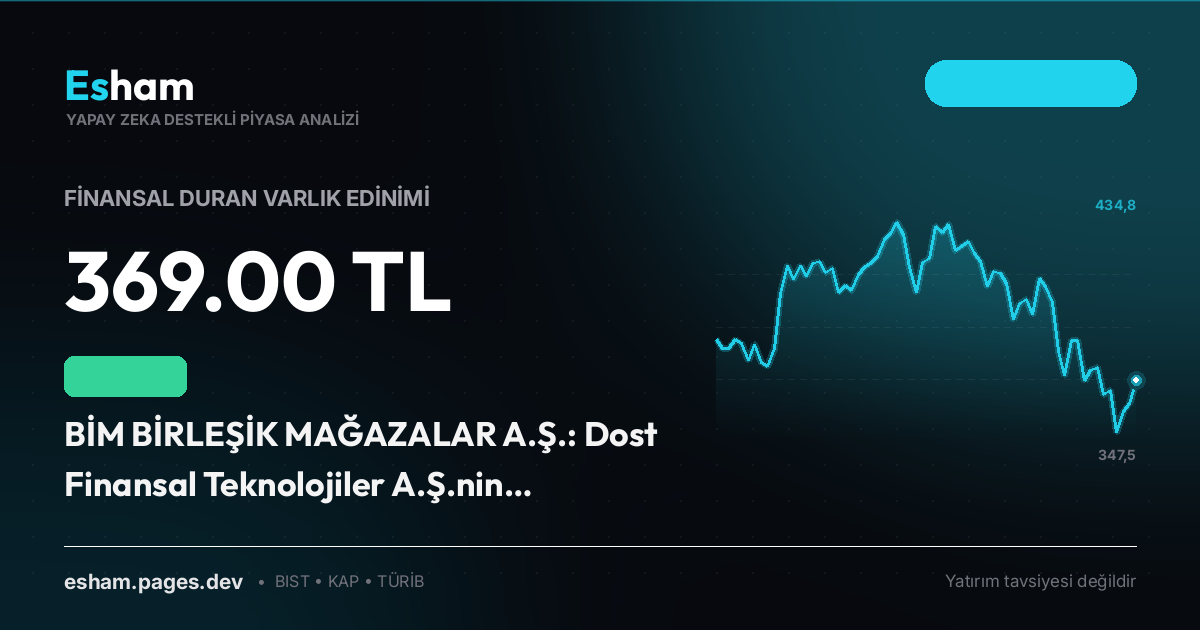 Esham
YAPAY ZEKA DESTEKLİ PİYASA ANALİZİ
FİNANSAL DURAN VARLIK EDİNİMİ
369.00 TL
434,8
347,5
BİM BİRLEŞİK MAĞAZALAR A.Ş.: Dost
Finansal Teknolojiler A.Ş.nin...
esham.pages.dev • BIST • KAP • TÜRİB
Yatırım tavsiyesi değildir